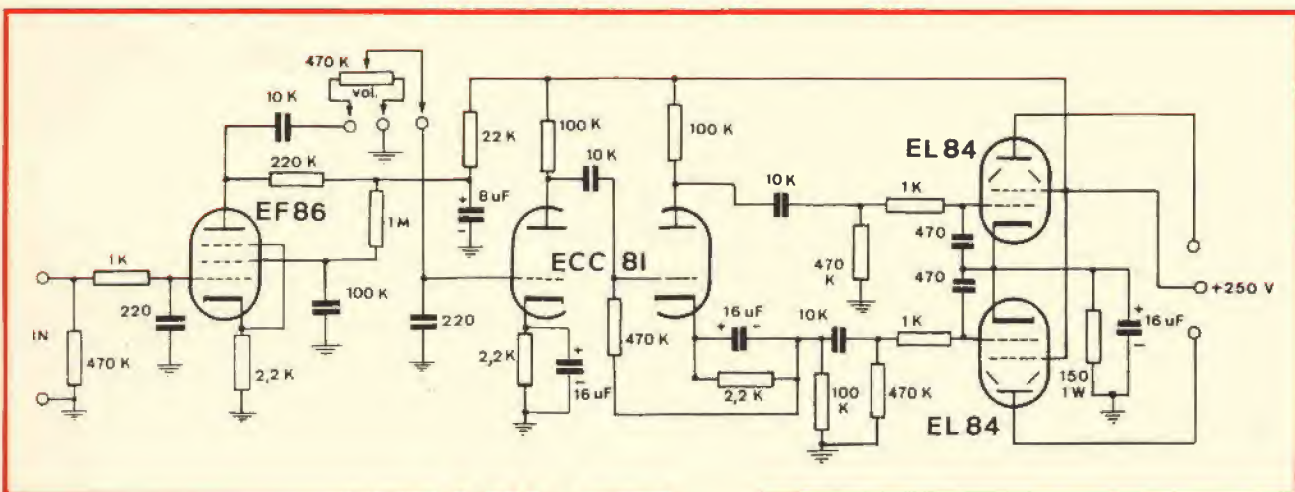 470 K
vol.
10 K
22 K
100 K
10 K
100 K
EL 84
220 K
EF86
8 uF
+
-
1 M
10 K
1 K
470
1 K
ECC 81
470 K
470
+250 V
IN
220
100 K
220
16 uF
+ -
10 K
1 K
+
16 uF
-
470 K
2,2 K
2,2 K
+
-
16 uF
470 K
2,2 K
100 K
470 K
150
1 W
EL 84